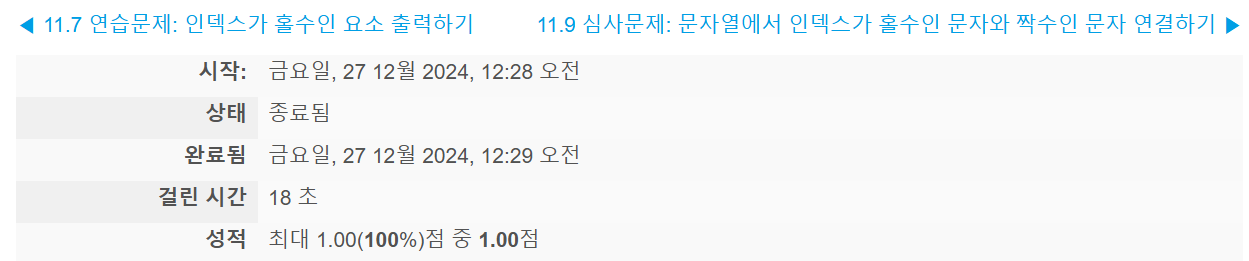 ◀ 11.7 연습문제: 인덱스가 홀수인 요소 출력하기 11.9 심사문제: 문자열에서 인덱스가 홀수인 문자와 짝수인 문자 연결하기 ▶
시작: 금요일, 27 12월 2024, 12:28 오전
상태 종료됨
완료됨 금요일, 27 12월 2024, 12:29 오전
걸린 시간 18 초
성적 최대 1.00(100%)점 중 1.00점